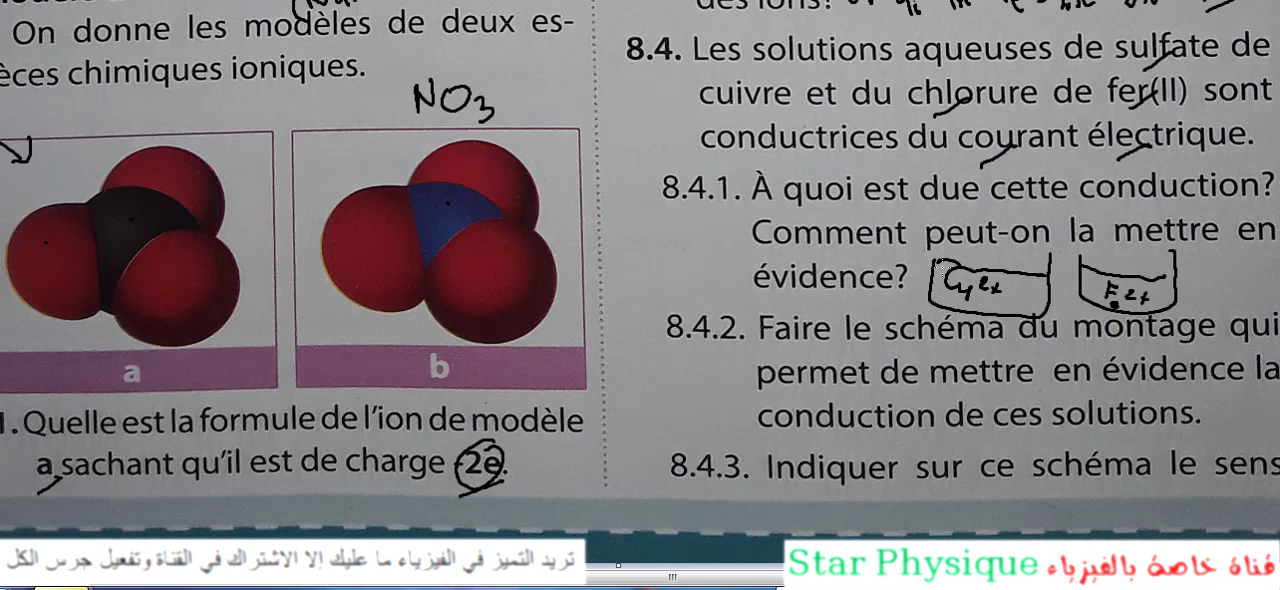 On donne les modèles de deux es-
èces chimiques ioniques.
NO3
a
b
1. Quelle est la formule de l'ion de modèle
a sachant qu'il est de charge -2e.
8.4. Les solutions aqueuses de sulfate de
cuivre et du chlorure de fer(II) sont
conductrices du courant électrique.
8.4.1. À quoi est due cette conduction?
Comment peut-on la mettre en
évidence?
Cu2+
Fe2+
8.4.2. Faire le schéma du montage qui
permet de mettre en évidence la
conduction de ces solutions.
8.4.3. Indiquer sur ce schéma le sens
تريد التميز في الفيزياء ما عليك إلا الاشتراك في القناة وتفعيل جرس الكل
Star Physique قناة خاصة بالفيزياء